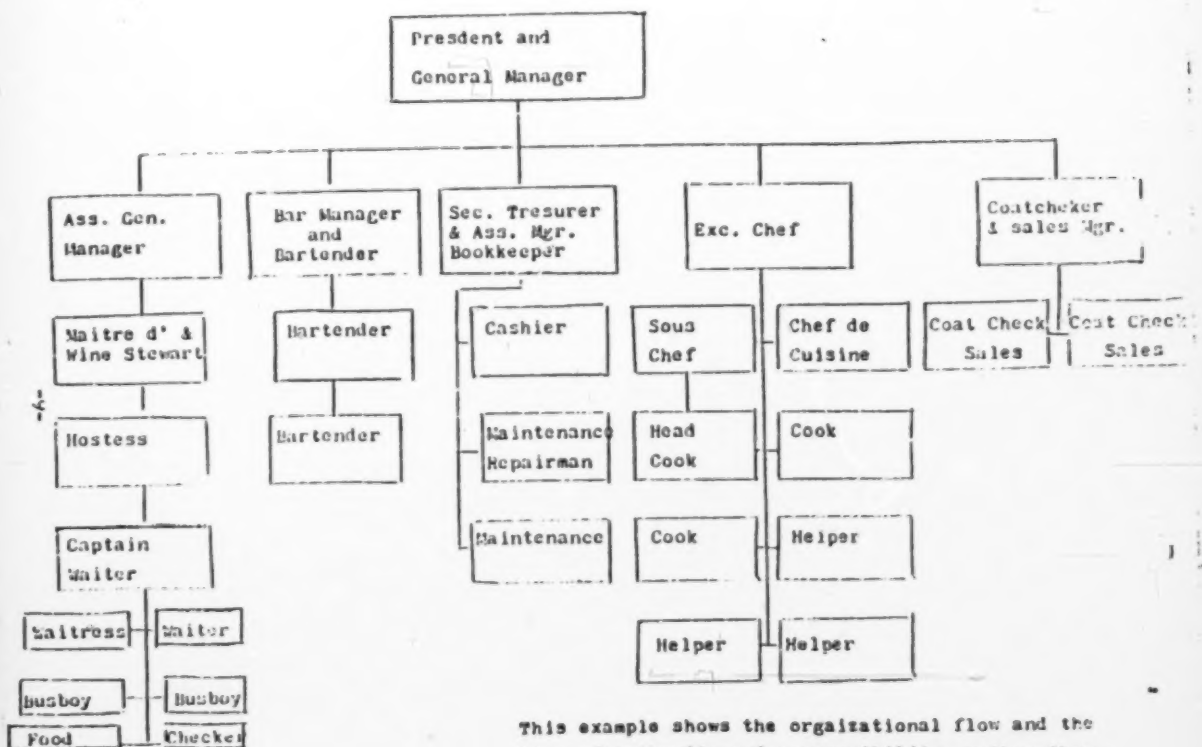 Presdent and
General Manager
Ass. Gen.
Manager
Bar Manager
and
Bartender
Sec. Tresurer
& Ass. Mgr.
Bookkeeper
Exc. Chef
Coatcheker
& sales Mgr.
Maitre d' &
Wine Stewart
Bartender
Cashier
Sous
Chef
Chef de
Cuisine
Coat Check
Sales
Coat Check
Sales
-6-
Hostess
Bartender
Maintenance
Repairman
Head
Cook
Cook
Captain
Waiter
Maintenance
Cook
Helper
Waitress
Waiter
Helper
Helper
Busboy
Busboy
Food
Checker
This example shows the orgaizational flow and the